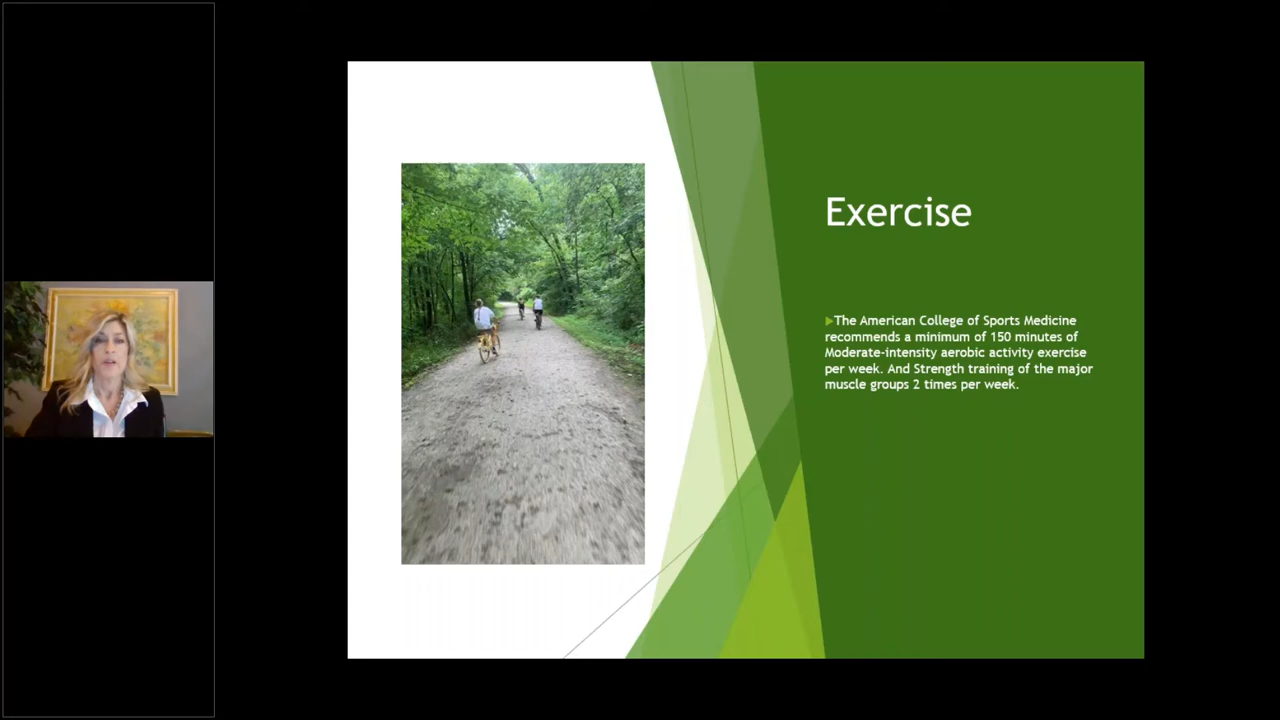 Exercise
The American College of Sports Medicine
recommends a minimum of 150 minutes of
Moderate-intensity aerobic activity exercise
per week. And Strength training of the major
muscle groups 2 times per week.